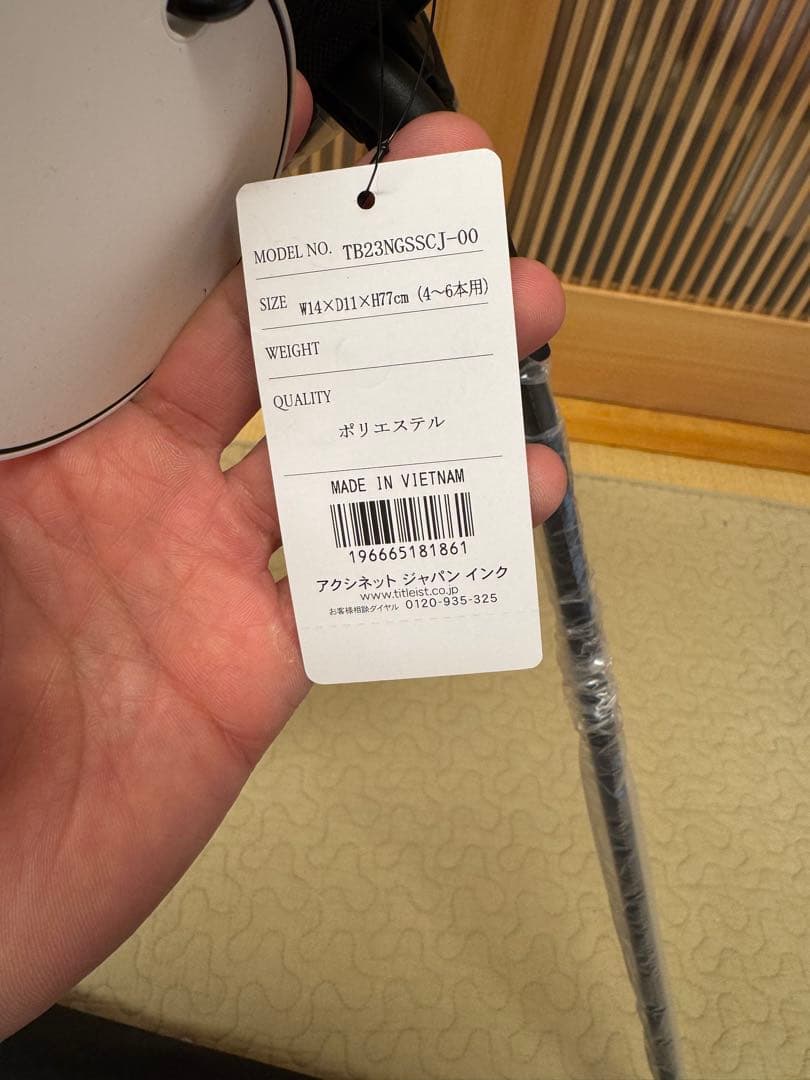 MODEL NO. TB23NGSSCJ-00
SIZE W14×D11×H77cm (4～6本用)
WEIGHT
QUALITY
ポリエステル
MADE IN VIETNAM
196665181861
アクシネット ジャパン インク
www.titleist.co.jp
お客様相談ダイヤル 0120-935-325